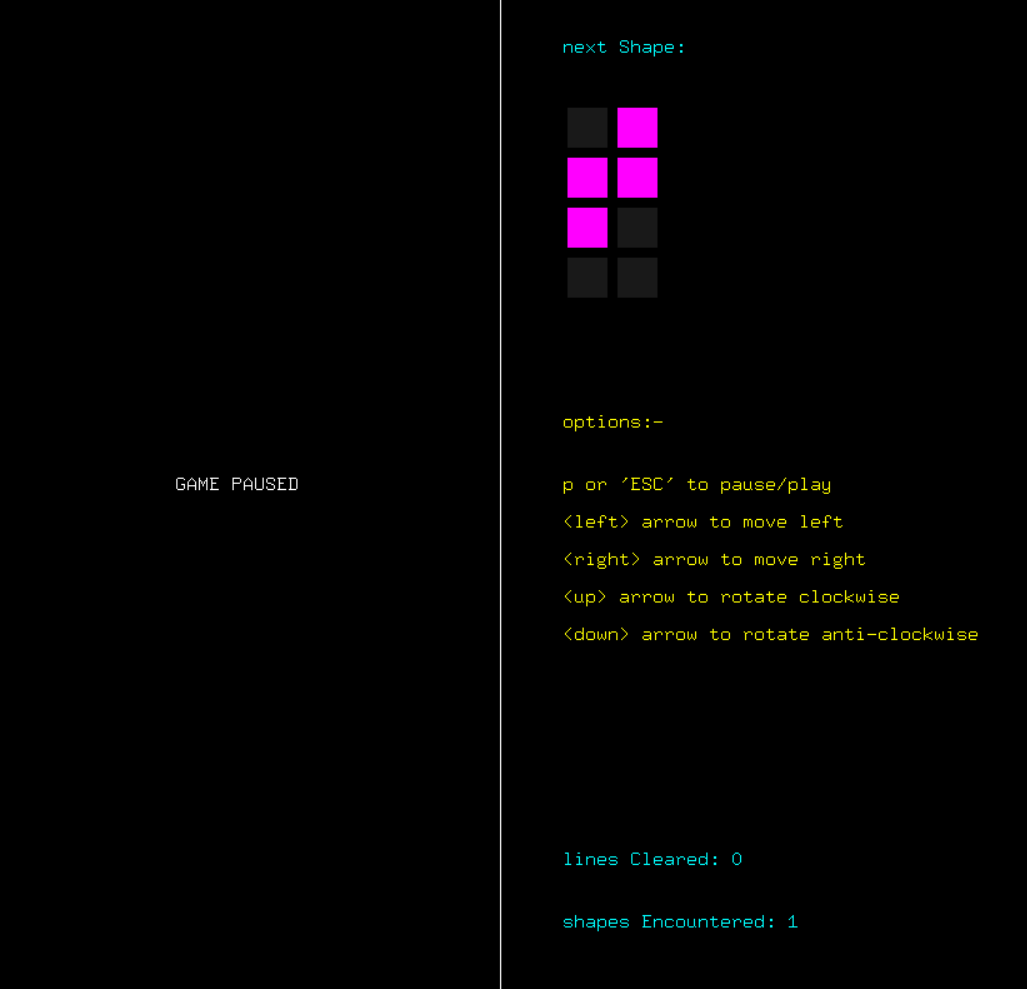 next Shape:
options:-
GAME PAUSED
p or 'ESC' to pause/play
<left> arrow to move left
<right> arrow to move right
<up> arrow to rotate clockwise
<down> arrow to rotate anti-clockwise
lines Cleared: 0
shapes Encountered: 1